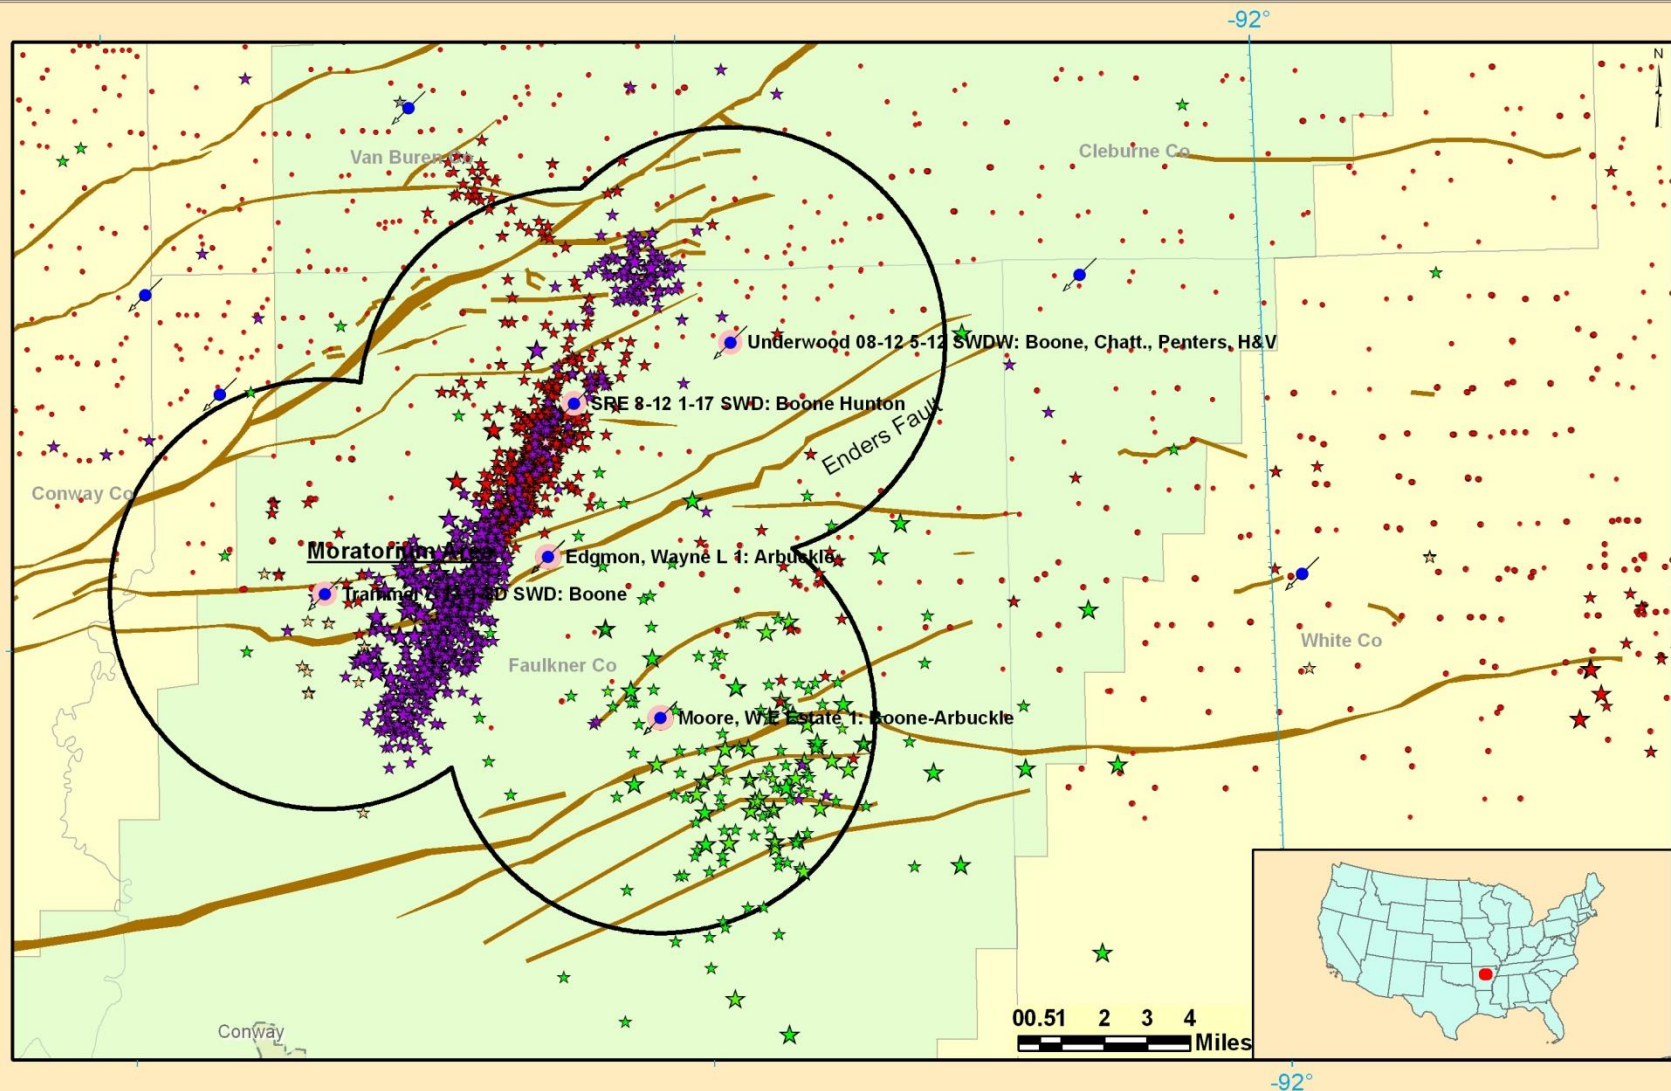 -92°
N
Van Buren Co
Cleburne Co
Underwood 08-12 5-12 SWDW: Boone, Chatt., Penters, H&V
SRE 8-12 1-17 SWD: Boone Hunton
Enders Fault
Conway Co
Moratorium Area
Edgmon, Wayne L 1: Arbuckle
SWD: Boone
White Co
Faulkner Co
Moore, W E Estate 1: Boone-Arbuckle
Conway
00.51 2 3 4
Miles
-92°